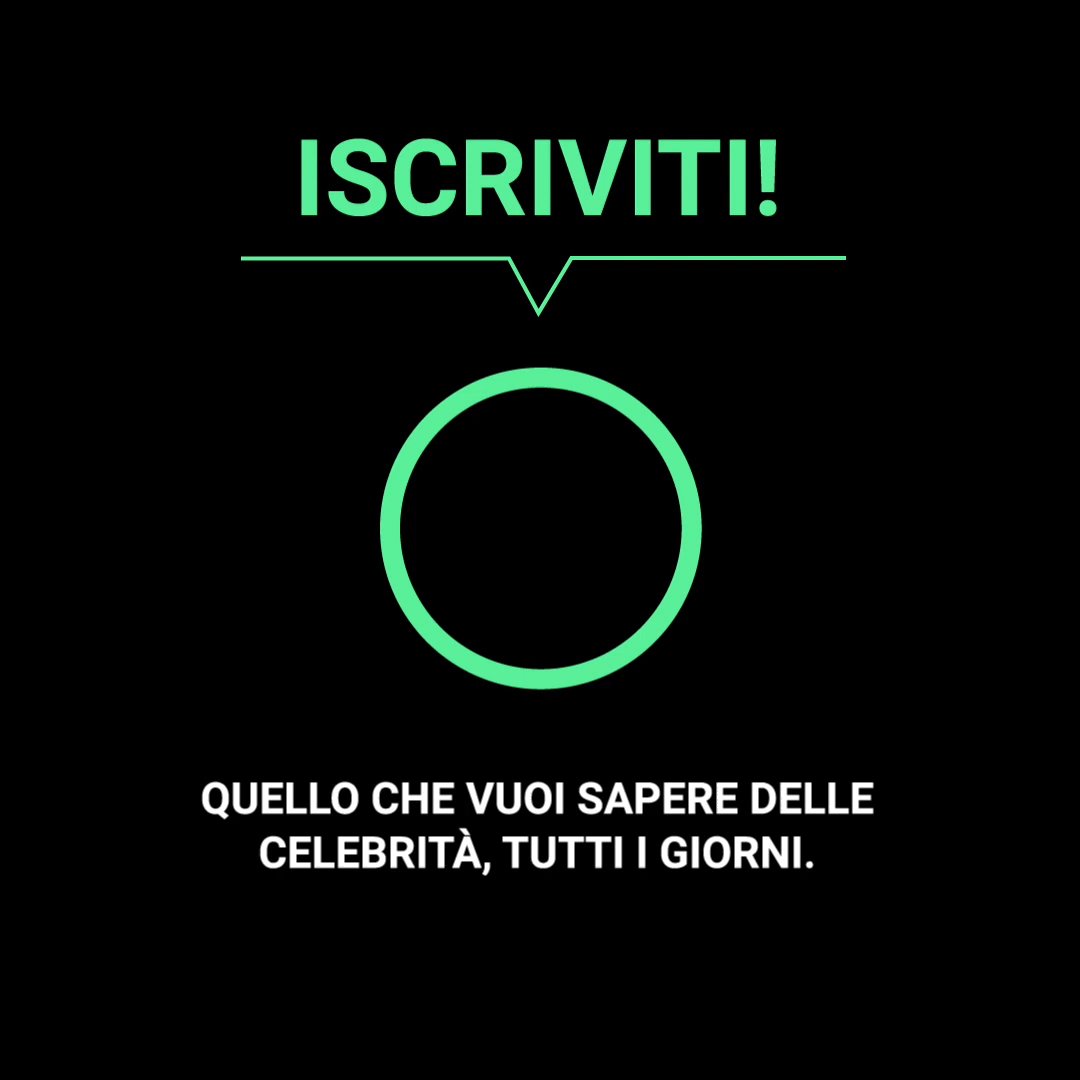 ISCRIVITI!
QUELLO CHE VUOI SAPERE DELLE
CELEBRITÀ, TUTTI I GIORNI.